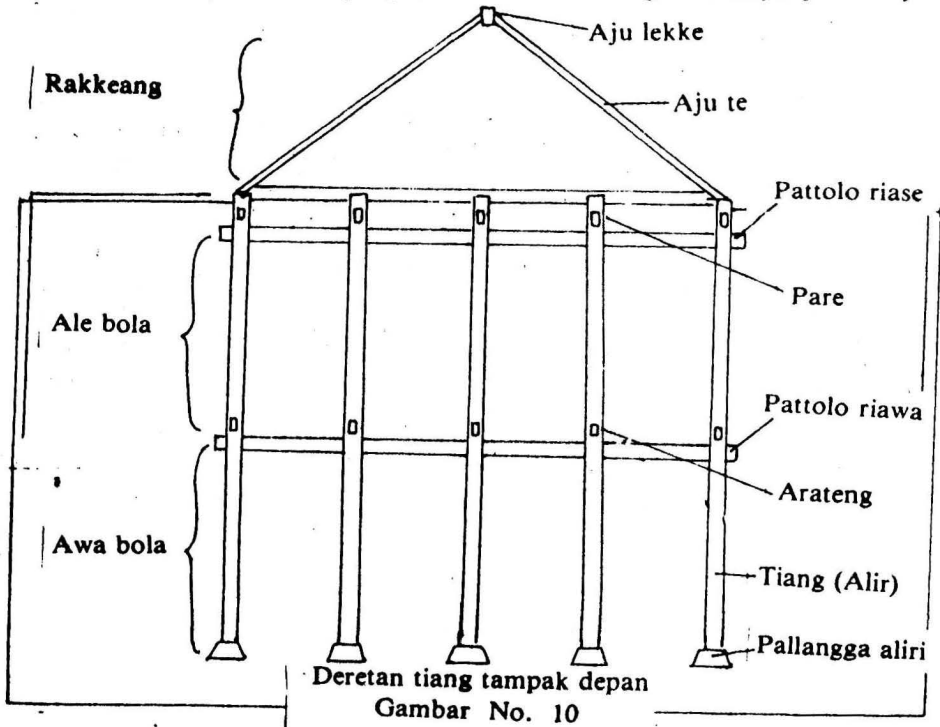 Aju lekke
Rakkeang
Aju te
Pattolo riase
Pare
Ale bola
Pattolo riawa
Arateng
Awa bola
Tiang (Alir)
Pallangga aliri
Deretan tiang tampak depan
Gambar No. 10